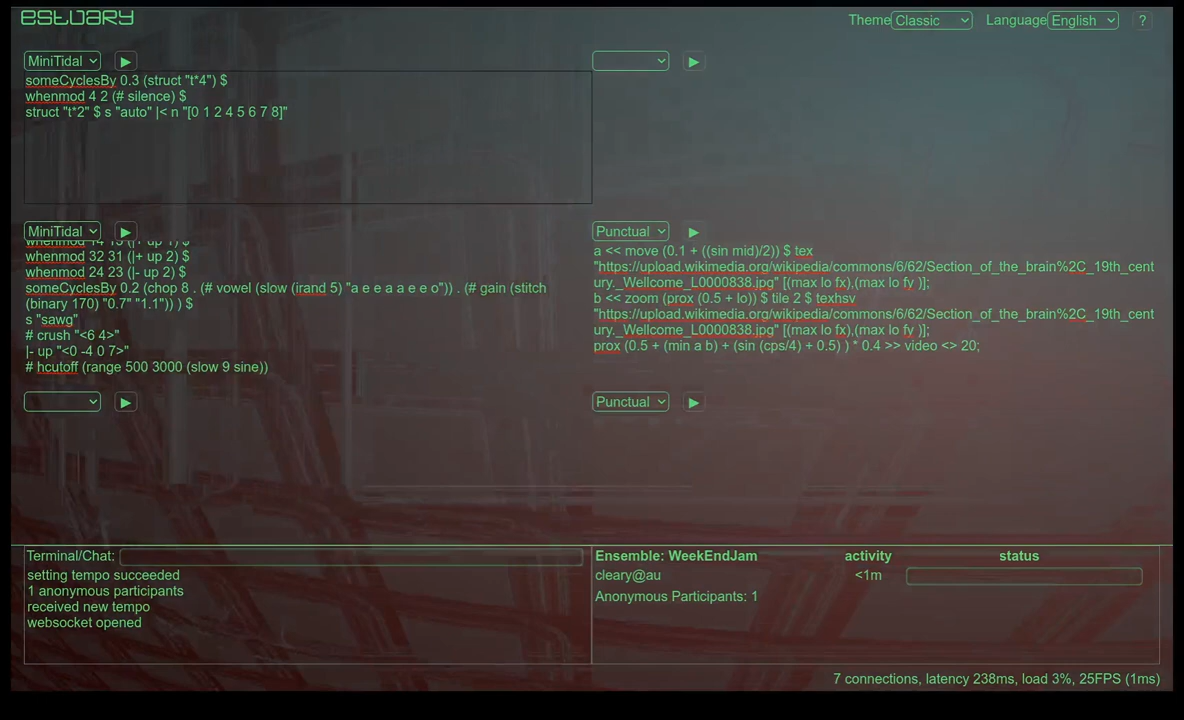 estuary
Theme Classic Language English ?
MiniTidal
someCyclesBy 0.3 (struct "t*4") $
whenmod 4 2 (# silence) $
struct "t*2" $ s "auto" |< n "[0 1 2 4 5 6 7 8]"
MiniTidal
whenmod 14 13 (|+ up 1) $
whenmod 32 31 (|+ up 2) $
whenmod 24 23 (|- up 2) $
someCyclesBy 0.2 (chop 8 . (# vowel (slow (irand 5) "a e e a a e e o")) . (# gain (stitch
(binary 170) "0.7" "1.1")) ) $
s "sawg"
# crush "<6 4>"
|- up "<0 -4 0 7>"
# hcutoff (range 500 3000 (slow 9 sine))
Punctual
a << move (0.1 + ((sin mid)/2)) $ tex
"https://upload.wikimedia.org/wikipedia/commons/6/62/Section_of_the_brain%2C_19th_cent
ury._Wellcome_L0000838.jpg" [(max lo fx),(max lo fy )];
b << zoom (prox (0.5 + lo)) $ tile 2 $ texhsv
"https://upload.wikimedia.org/wikipedia/commons/6/62/Section_of_the_brain%2C_19th_cent
ury._Wellcome_L0000838.jpg" [(max lo fx),(max lo fy )];
prox (0.5 + (min a b) + (sin (cps/4) + 0.5) ) * 0.4 >> video <> 20;
Punctual
Terminal/Chat:
setting tempo succeeded
1 anonymous participants
received new tempo
websocket opened
Ensemble: WeekEndJam activity status
cleary@au <1m
Anonymous Participants: 1
7 connections, latency 238ms, load 3%, 25FPS (1ms)